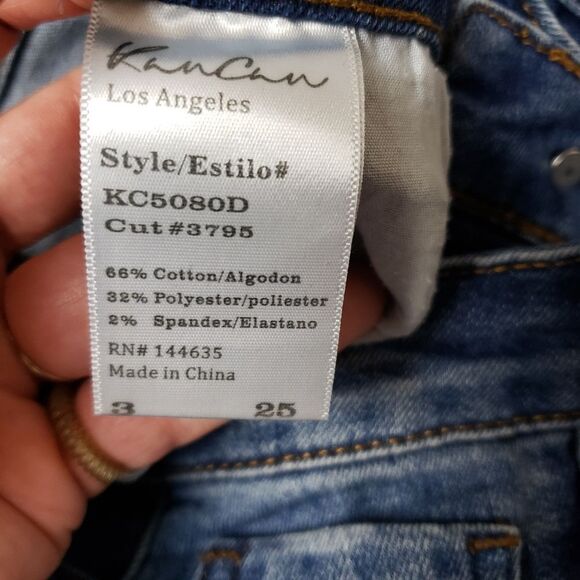 KanCan
Los Angeles
Style/Estilo#
KC5080D
Cut #3795
66% Cotton/Algodon
32% Polyester/poliester
2% Spandex/Elastano
RN# 144635
Made in China
3 25